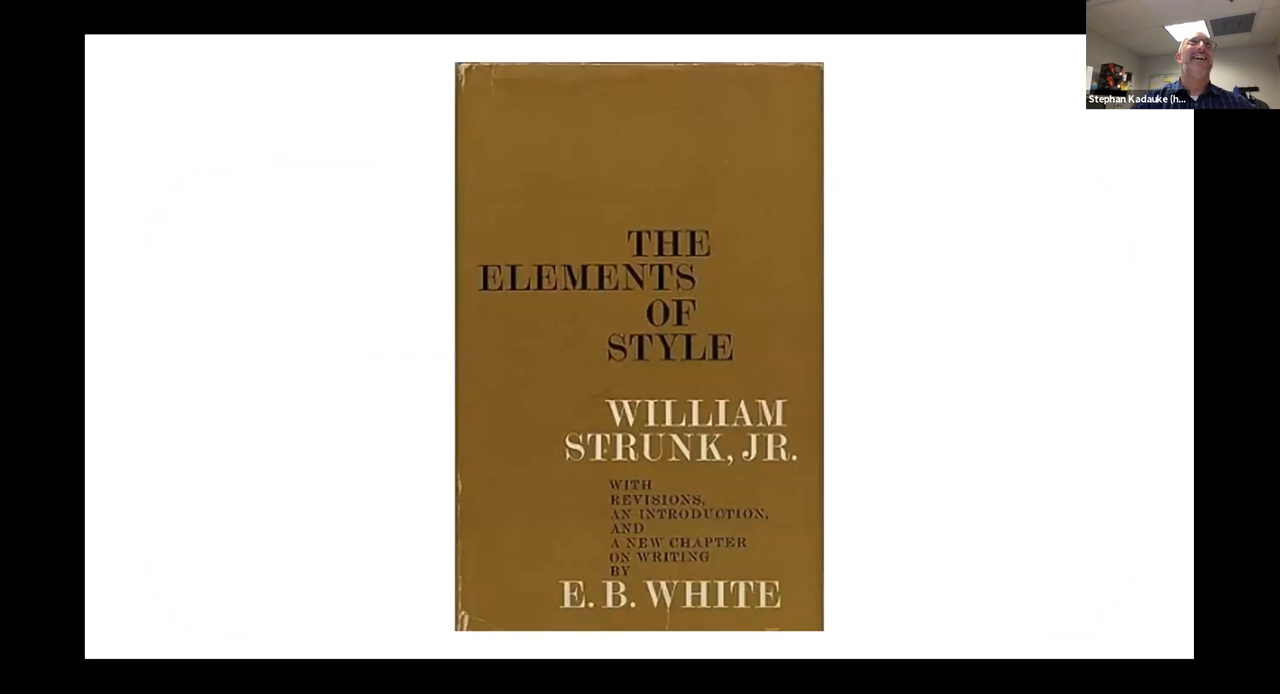 THE
ELEMENTS
OF
STYLE
WILLIAM
STRUNK, JR.
WITH
REVISIONS,
AN INTRODUCTION,
AND
A NEW CHAPTER
ON WRITING
BY
E. B. WHITE
Stephan Kadauke (h...